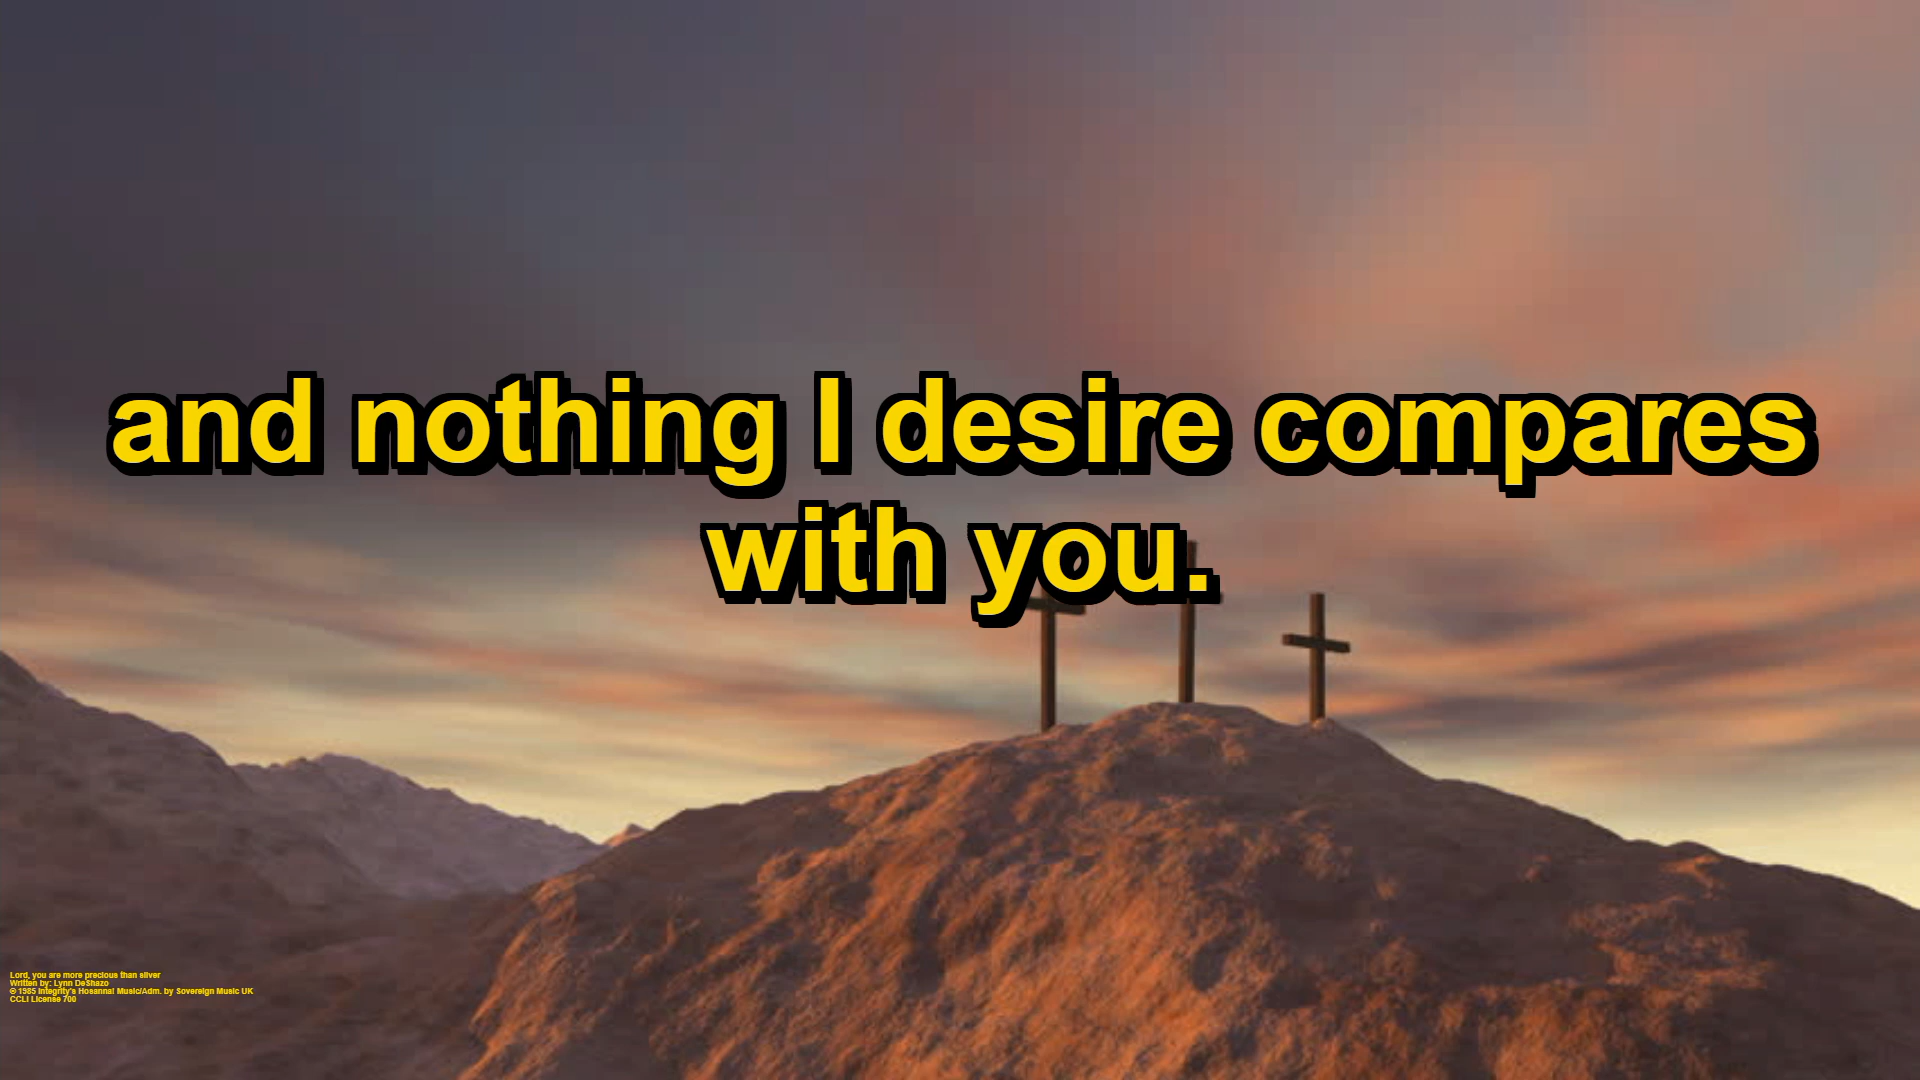 and nothing I desire compares
with you.
Lord, you are more precious than silver
Written by: Lynn DeShazo
© 1985 Integrity's Hosanna! Music/Adm. by Sovereign Music UK
CCLI License 700